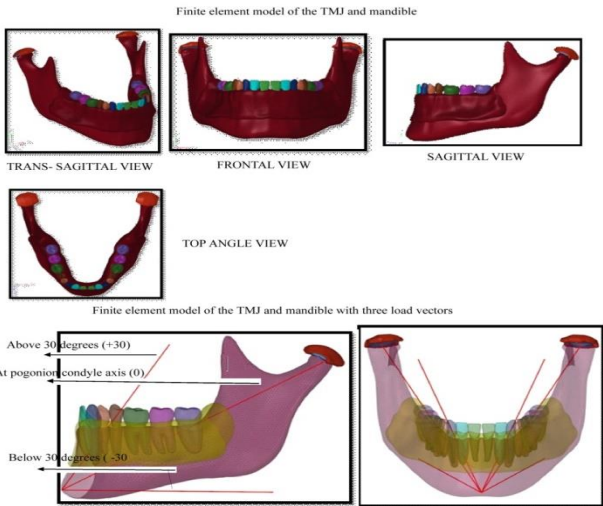 Finite element model of the TMJ and mandible
TRANS- SAGITTAL VIEW
FRONTAL VIEW
SAGITTAL VIEW
TOP ANGLE VIEW
Finite element model of the TMJ and mandible with three load vectors
Above 30 degrees (+30)
At pogonion condyle axis (0)
Below 30 degrees ( -30